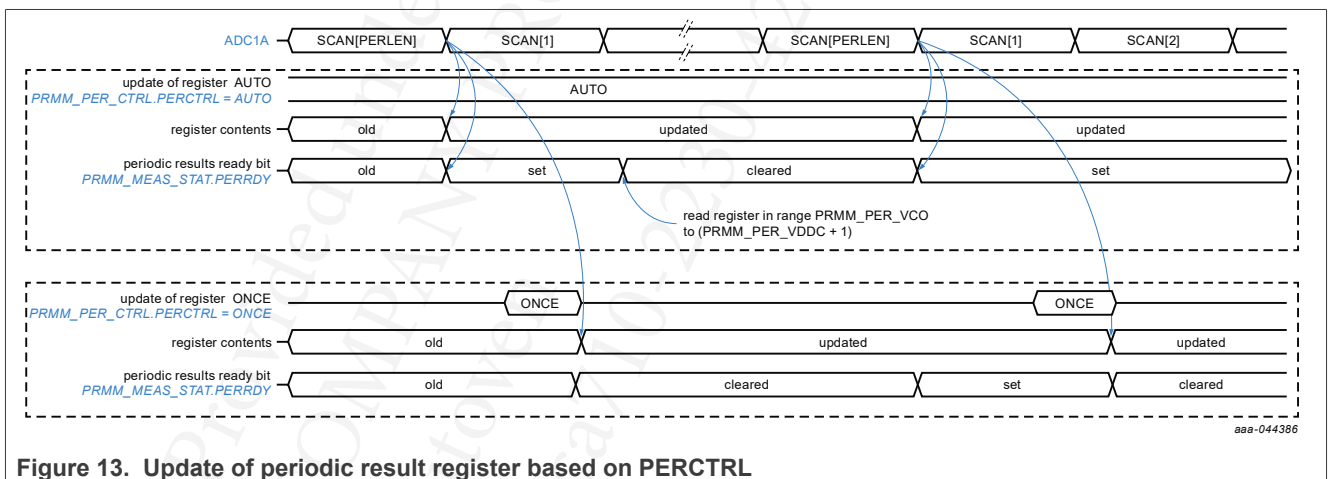 ADC1A SCAN[PERLEN] SCAN[1] SCAN[PERLEN] SCAN[1] SCAN[2]
update of register AUTO
PRMM_PER_CTRL.PERCTRL = AUTO
AUTO
register contents old updated updated
periodic results ready bit
PRMM_MEAS_STAT.PERRDY
old set cleared set
read register in range PRMM_PER_VCO
to (PRMM_PER_VDDC + 1)
update of register ONCE
PRMM_PER_CTRL.PERCTRL = ONCE
ONCE ONCE
register contents old updated updated
periodic results ready bit
PRMM_MEAS_STAT.PERRDY
old cleared set cleared
aaa-044386
Figure 13. Update of periodic result register based on PERCTRL
Provided unde
OMPANY PR